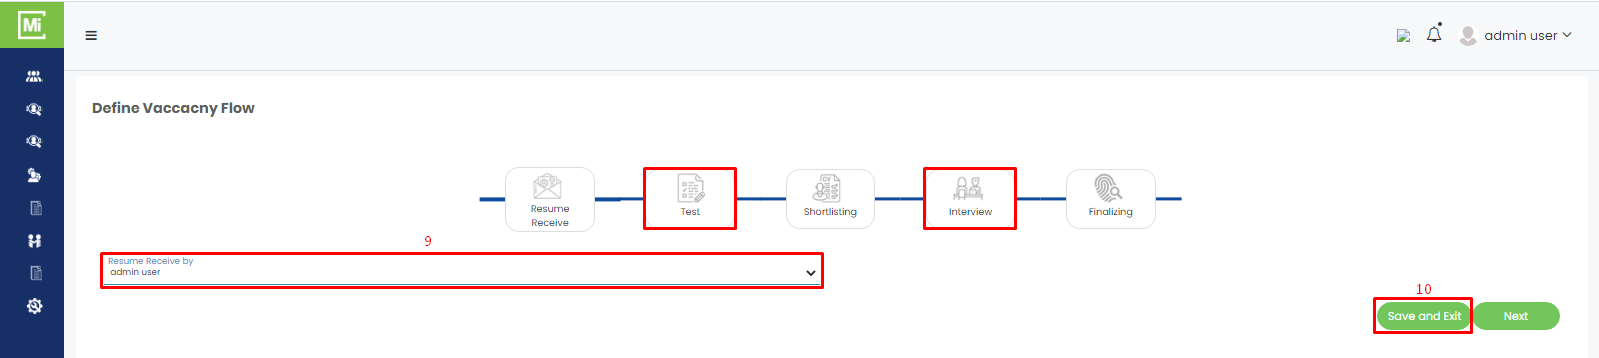 Mi
admin user
Define Vaccacny Flow
CV
Resume
Receive
Test
Shortlisting
Interview
Finalizing
9
Resume Receive by
admin user
10
Save and Exit
Next